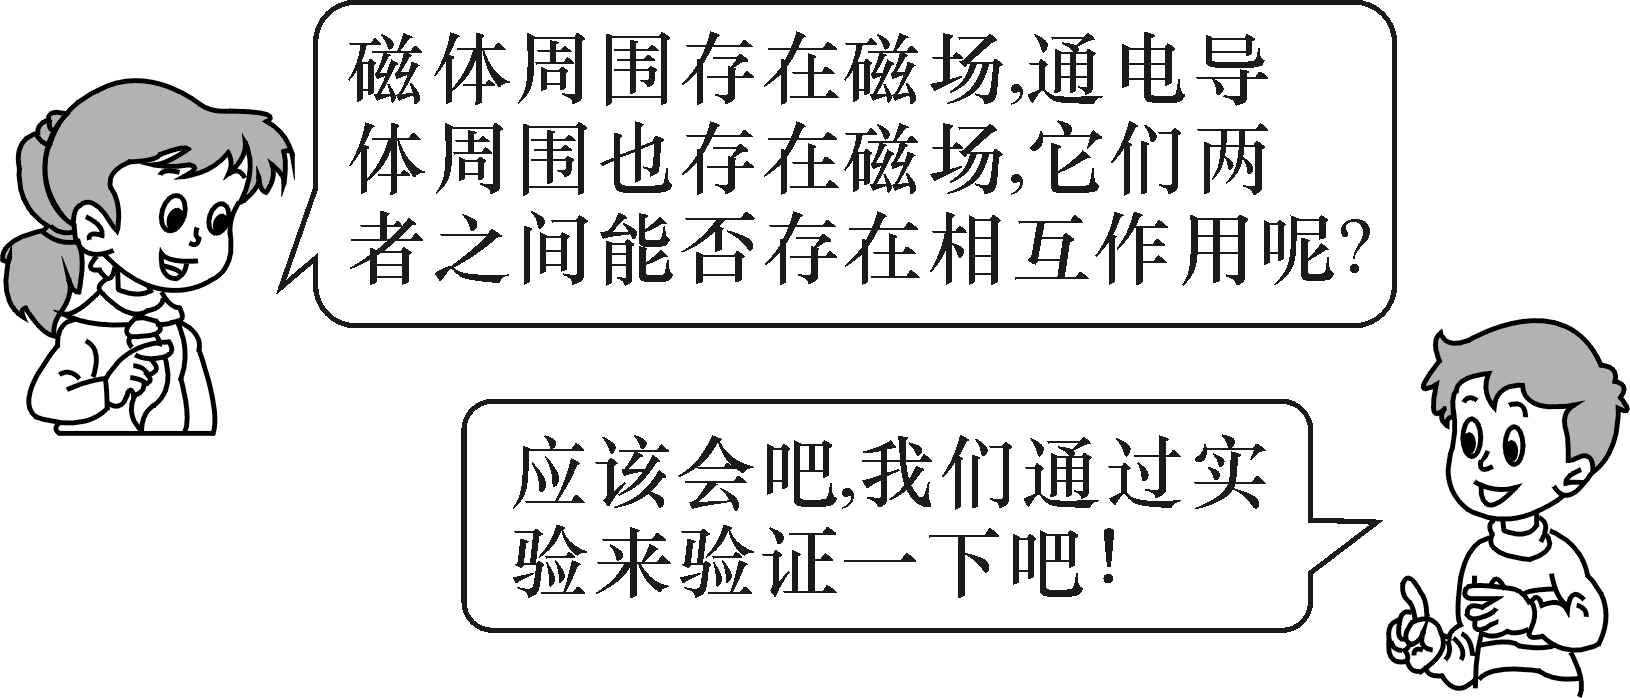 磁体周围存在磁场,通电导
体周围也存在磁场,它们两
者之间能否存在相互作用呢?
应该会吧,我们通过实
验来验证一下吧!